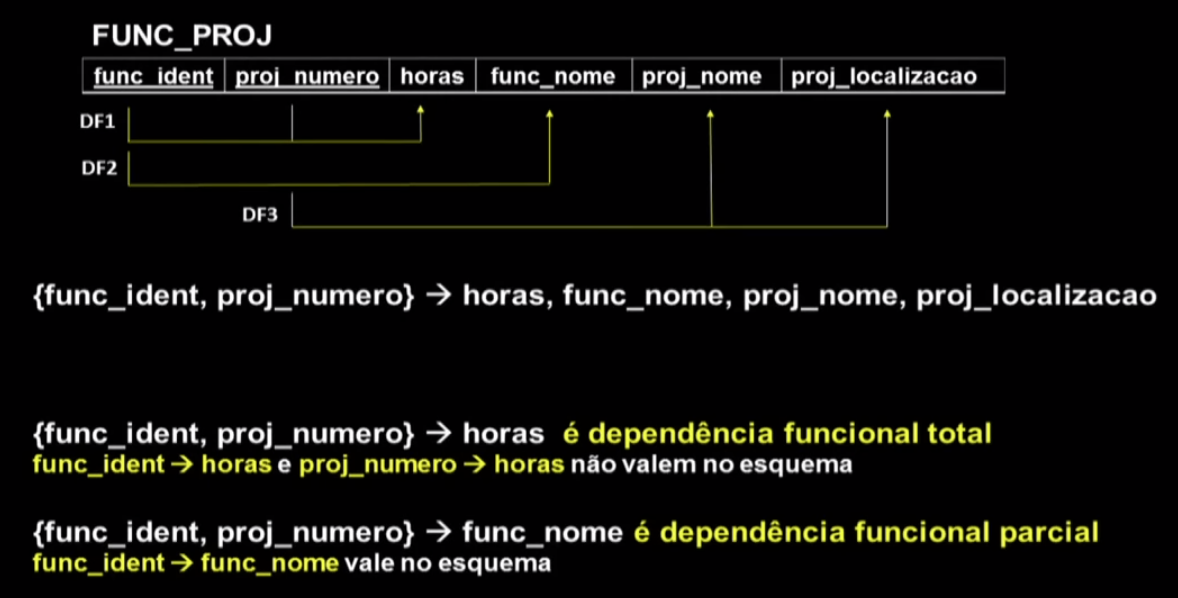 FUNC_PROJ
func_ident proj_numero horas func_nome proj_nome proj_localizacao
DF1
DF2
DF3
{func_ident, proj_numero} → horas, func_nome, proj_nome, proj_localizacao
{func_ident, proj_numero} → horas é dependência funcional total
func_ident → horas e proj_numero → horas não valem no esquema
{func_ident, proj_numero} → func_nome é dependência funcional parcial
func_ident → func_nome vale no esquema